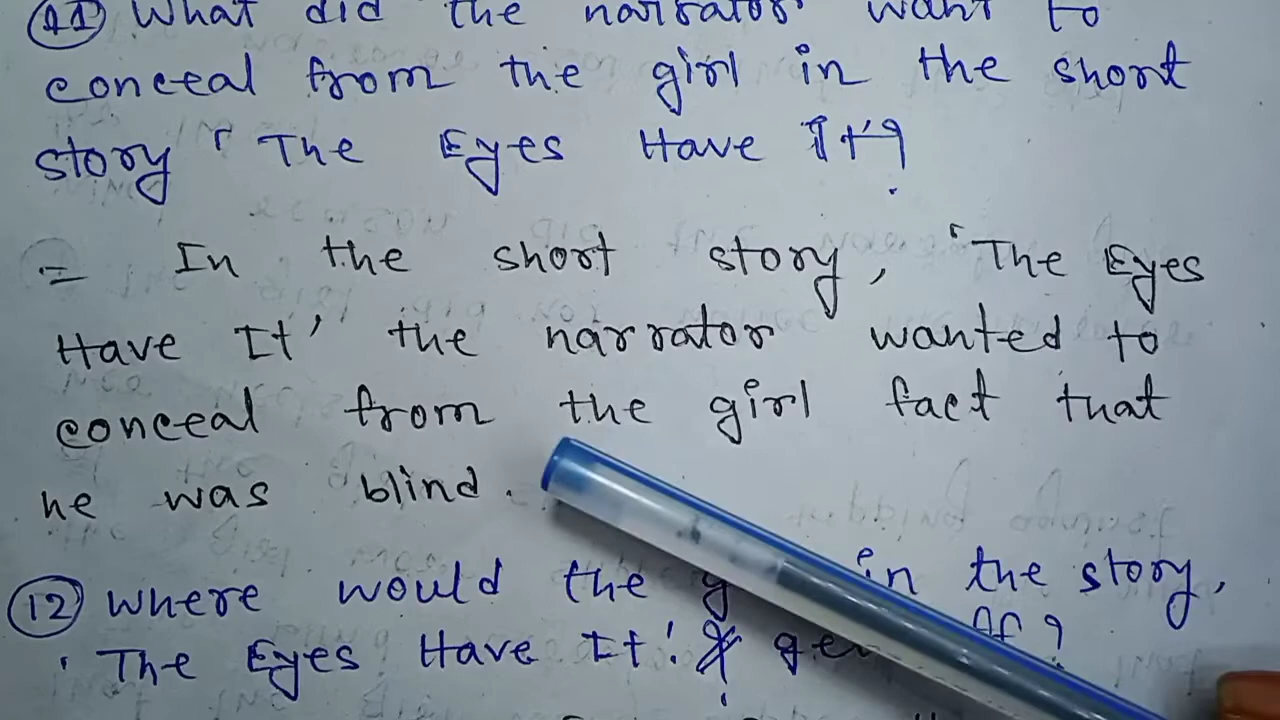 11 What did the narrator want to
conceal from the girl in the short
story 'The Eyes Have It'?
= In the short story, 'The Eyes
Have It' the narrator wanted to
conceal from the girl fact that
he was blind.
12 Where would the in the story,
'The Eyes Have It' off?